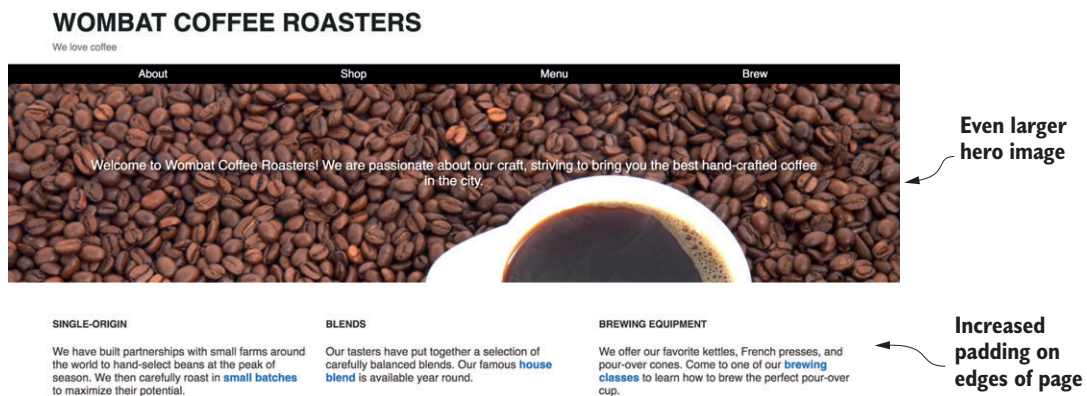 WOMBAT COFFEE ROASTERS
We love coffee
About Shop Menu Brew
Welcome to Wombat Coffee Roasters! We are passionate about our craft, striving to bring you the best hand-crafted coffee
in the city.
Even larger
hero image
SINGLE-ORIGIN
We have built partnerships with small farms around
the world to hand-select beans at the peak of
season. We then carefully roast in small batches
to maximize their potential.
BLENDS
Our tasters have put together a selection of
carefully balanced blends. Our famous house
blend is available year round.
BREWING EQUIPMENT
We offer our favorite kettles, French presses, and
pour-over cones. Come to one of our brewing
classes to learn how to brew the perfect pour-over
cup.
Increased
padding on
edges of page